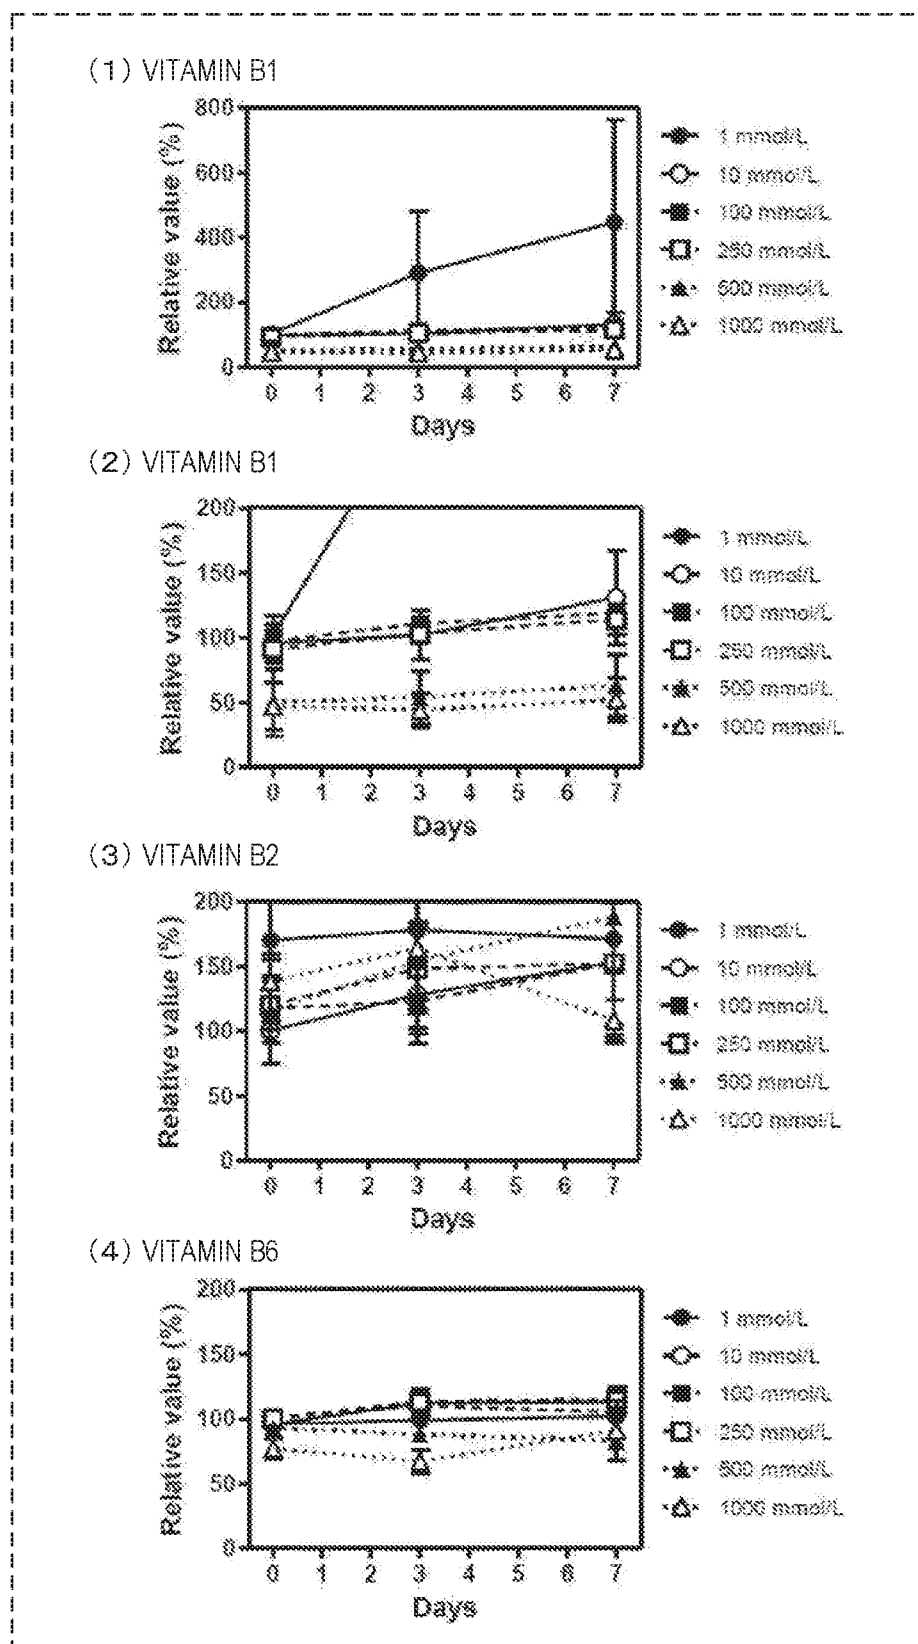 (1) VITAMIN B1
Relative value (%)
800
600
400
200
0
0 1 2 3 4 5 6 7
Days
1 mmol/L
10 mmol/L
100 mmol/L
250 mmol/L
500 mmol/L
1000 mmol/L
(2) VITAMIN B1
Relative value (%)
200
150
100
50
0
0 1 2 3 4 5 6 7
Days
1 mmol/L
10 mmol/L
100 mmol/L
250 mmol/L
500 mmol/L
1000 mmol/L
(3) VITAMIN B2
Relative value (%)
200
150
100
50
0
0 1 2 3 4 5 6 7
Days
1 mmol/L
10 mmol/L
100 mmol/L
250 mmol/L
500 mmol/L
1000 mmol/L
(4) VITAMIN B6
Relative value (%)
200
150
100
50
0
0 1 2 3 4 5 6 7
Days
1 mmol/L
10 mmol/L
100 mmol/L
250 mmol/L
500 mmol/L
1000 mmol/L